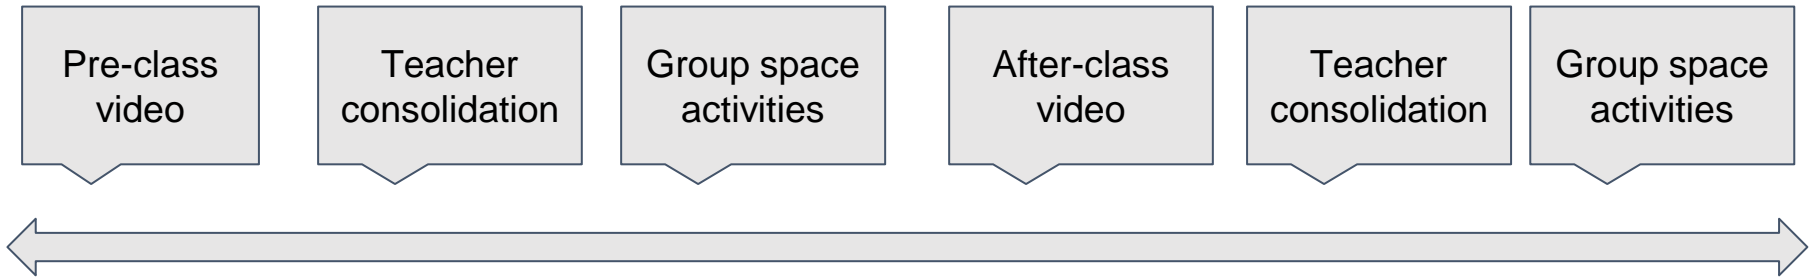 Pre-class
video
Teacher
consolidation
Group space
activities
After-class
video
Teacher
consolidation
Group space
activities